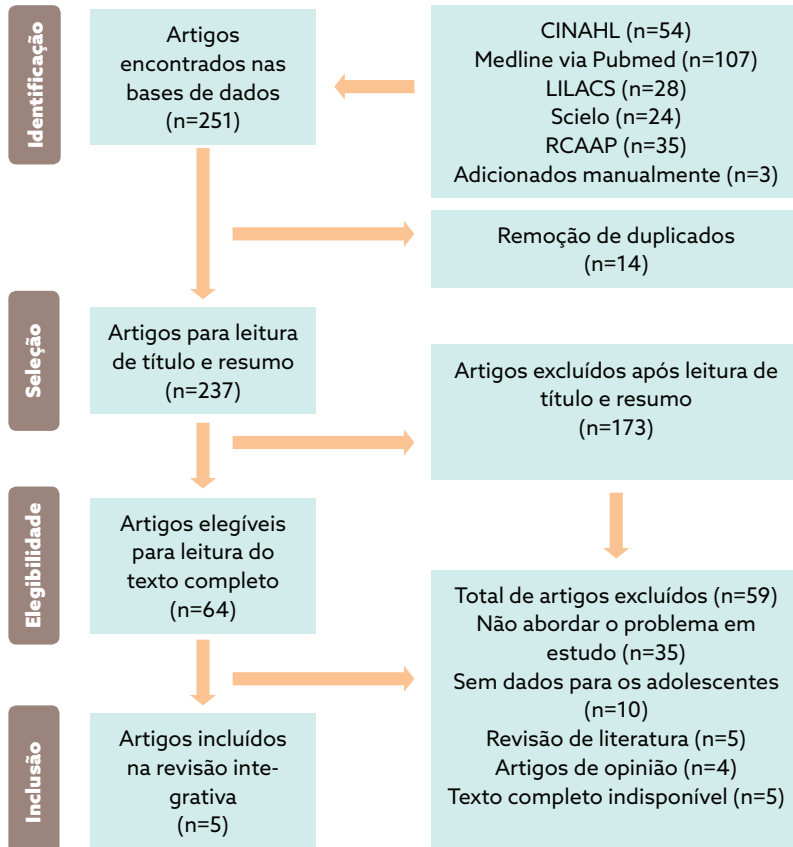 Identificação
Artigos
encontrados nas
bases de dados
(n=251)
CINAHL (n=54)
Medline via Pubmed (n=107)
LILACS (n=28)
Scielo (n=24)
RCAAP (n=35)
Adicionados manualmente (n=3)
Remoção de duplicados
(n=14)
Seleção
Artigos para leitura
de título e resumo
(n=237)
Artigos excluídos após leitura de
título e resumo
(n=173)
Elegibilidade
Artigos elegíveis
para leitura do
texto completo
(n=64)
Total de artigos excluídos (n=59)
Não abordar o problema em
estudo (n=35)
Sem dados para os adolescentes
(n=10)
Revisão de literatura (n=5)
Artigos de opinião (n=4)
Texto completo indisponível (n=5)
Inclusão
Artigos incluídos
na revisão inte-
grativa
(n=5)